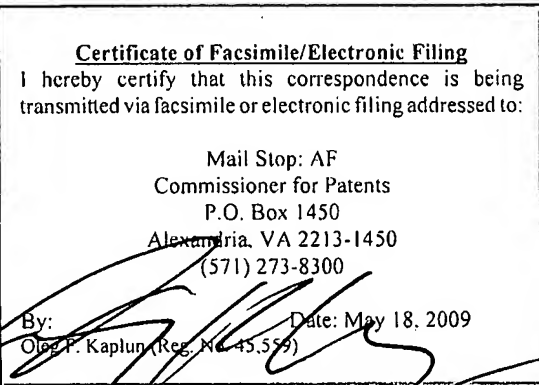 Certificate of Facsimile/Electronic Filing
I hereby certify that this correspondence is being
transmitted via facsimile or electronic filing addressed to:
Mail Stop: AF
Commissioner for Patents
P.O. Box 1450
Alexandria, VA 2213-1450
(571) 273-8300
By: Date: May 18, 2009
Oleg F. Kaplun (Reg. No. 45,559)